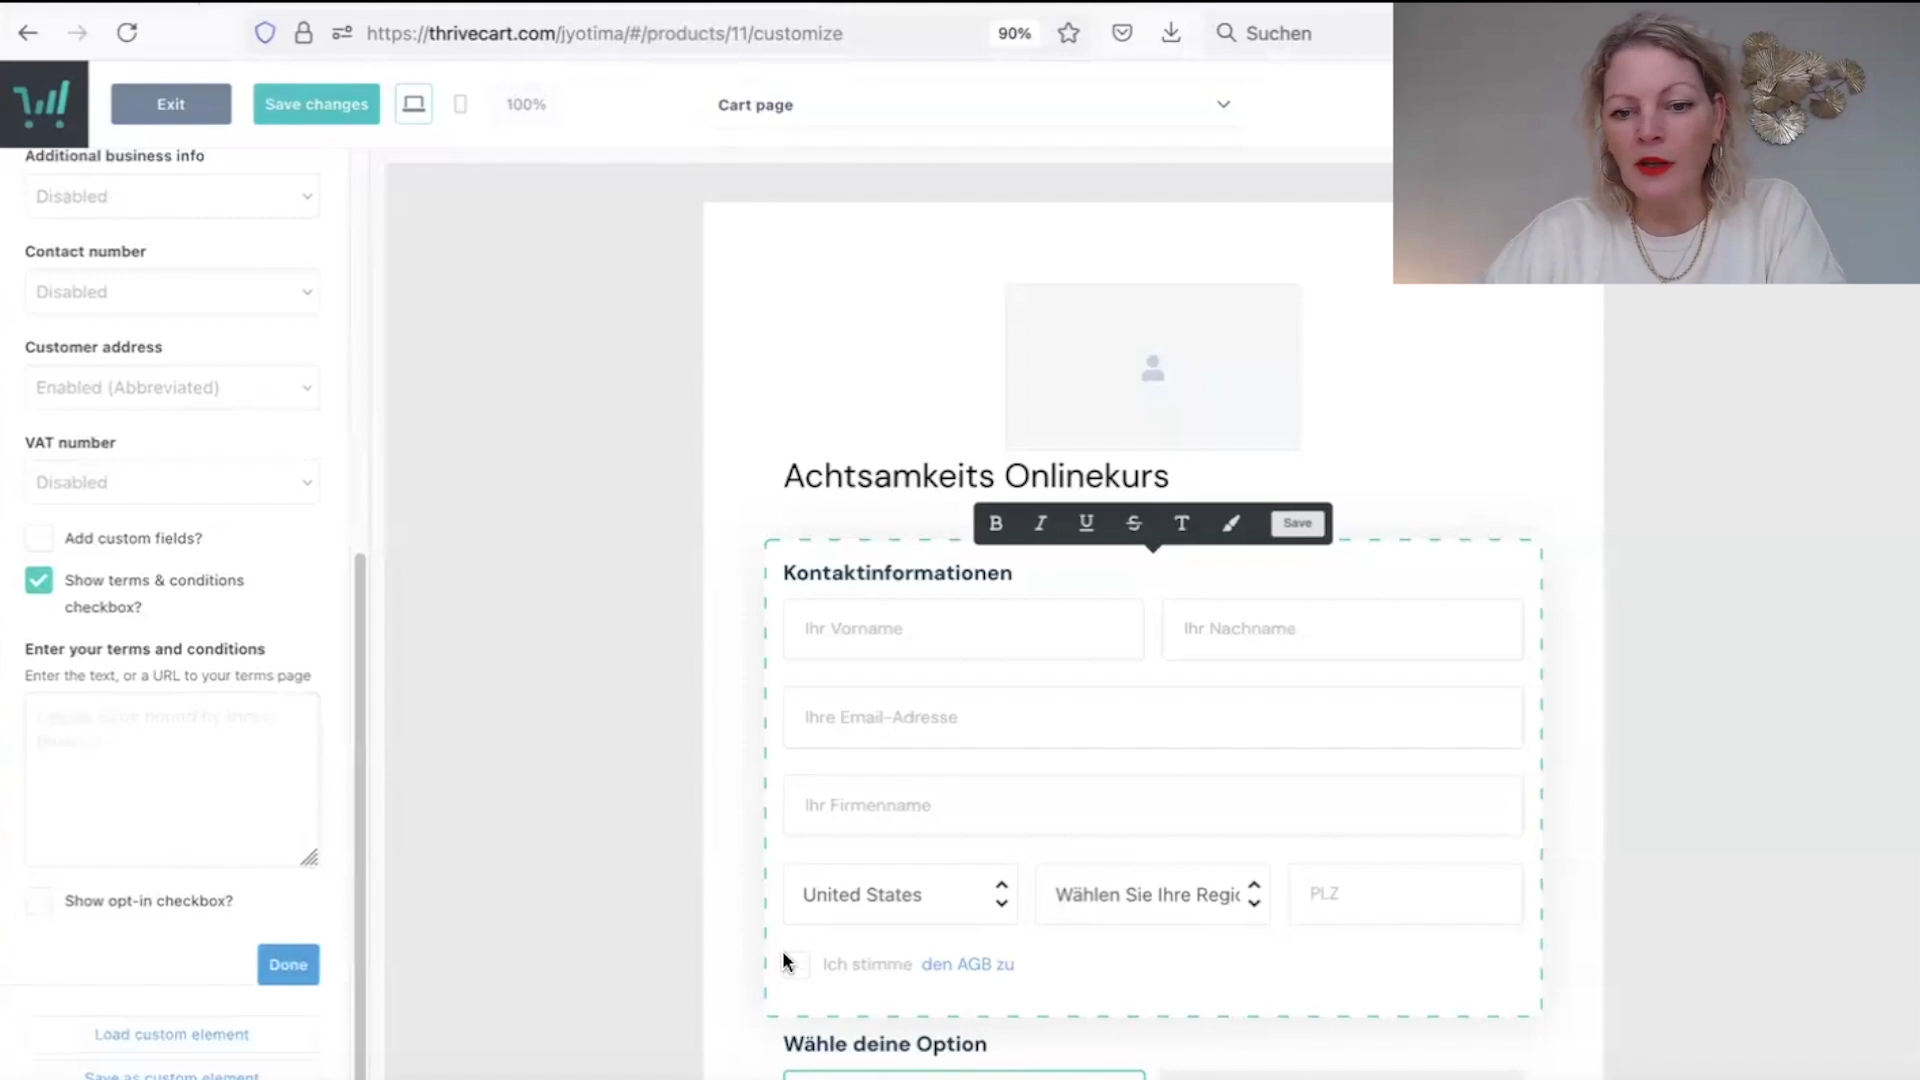 https://thrivecart.com/jyotima/#/products/11/customize
90%
Suchen
Exit
Save changes
100%
Cart page
Additional business info
Disabled
Contact number
Disabled
Customer address
Enabled (Abbreviated)
VAT number
Disabled
Add custom fields?
Show terms & conditions
checkbox?
Enter your terms and conditions
Enter the text, or a URL to your terms page
Show opt-in checkbox?
Done
Load custom element
Save as custom element
Achtsamkeits Onlinekurs
B I U S T Save
Kontaktinformationen
Ihr Vorname
Ihr Nachname
Ihre Email-Adresse
Ihr Firmenname
United States
Wählen Sie Ihre Regic
PLZ
Ich stimme den AGB zu
Wähle deine Option